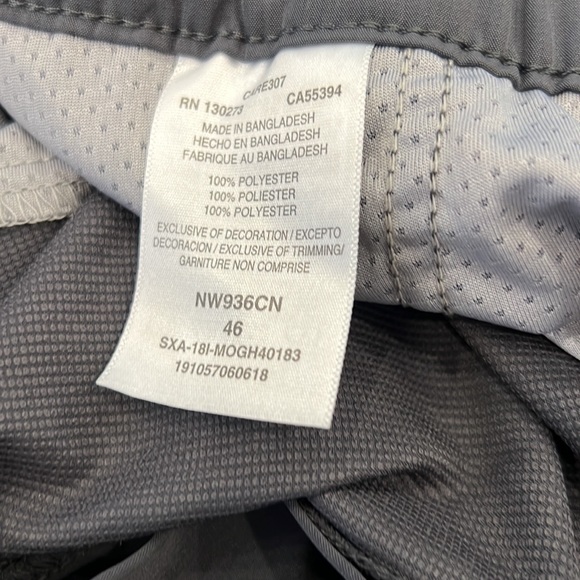 CARE307
RN 130273 CA55394
MADE IN BANGLADESH
HECHO EN BANGLADESH
FABRIQUE AU BANGLADESH
100% POLYESTER
100% POLIESTER
100% POLYESTER
EXCLUSIVE OF DECORATION / EXCEPTO
DECORACION / EXCLUSIVE OF TRIMMING/
GARNITURE NON COMPRISE
NW936CN
46
SXA-18I-MOGH40183
191057060618